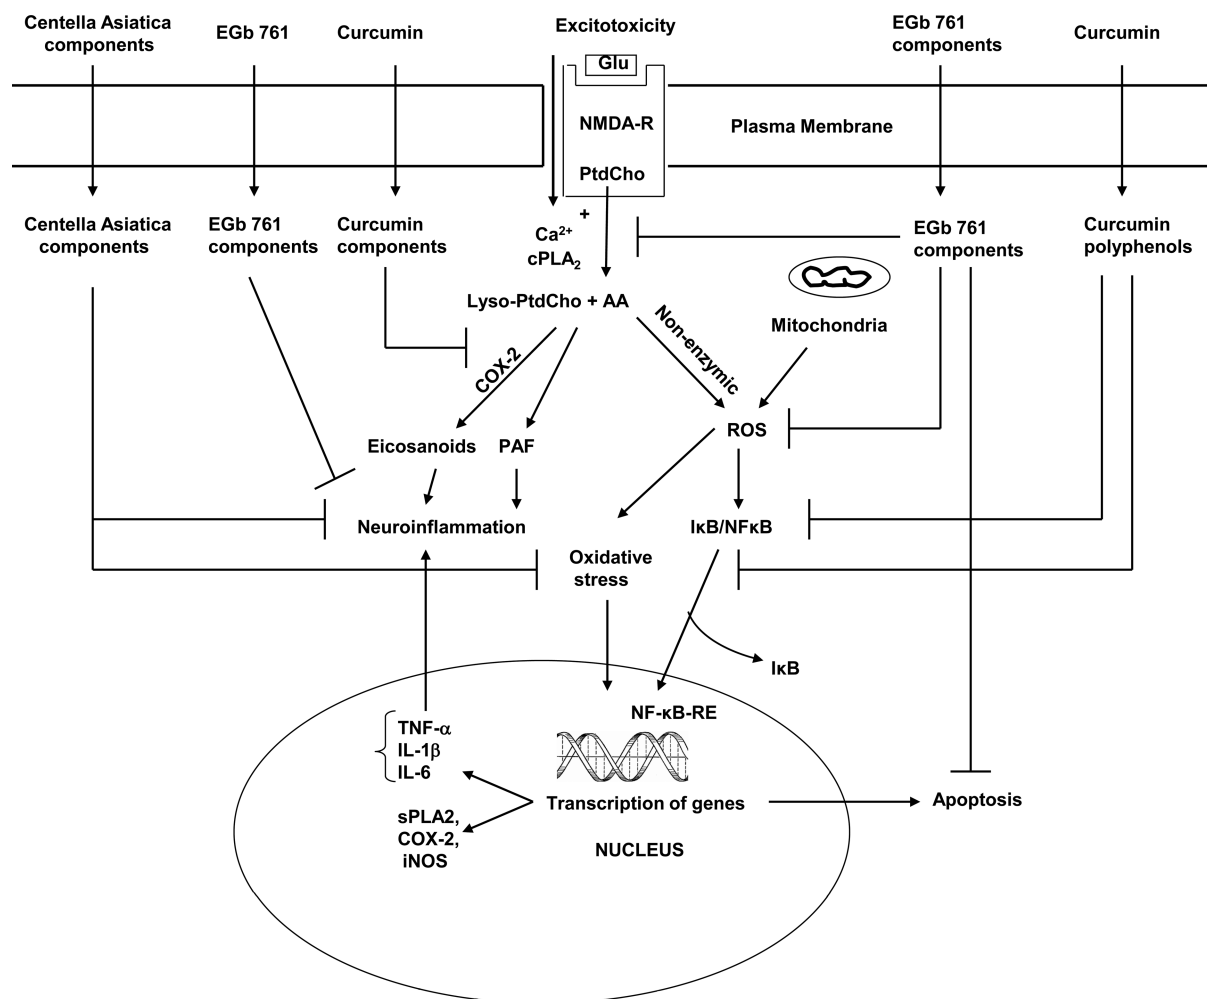 Centella Asiatica
components
EGb 761
Curcumin
Excitotoxicity
EGb 761
components
Curcumin
Glu
NMDA-R
PtdCho
Plasma Membrane
Centella Asiatica
components
EGb 761
components
Curcumin
components
+
Ca²⁺
cPLA₂
EGb 761
components
Curcumin
polyphenols
Lyso-PtdCho + AA
Mitochondria
COX-2
Non-enzymic
Eicosanoids
PAF
ROS
Neuroinflammation
IκB/NFκB
Oxidative
stress
IκB
NF-κB-RE
TNF-α
IL-1β
IL-6
Transcription of genes
Apoptosis
sPLA2,
COX-2,
iNOS
NUCLEUS